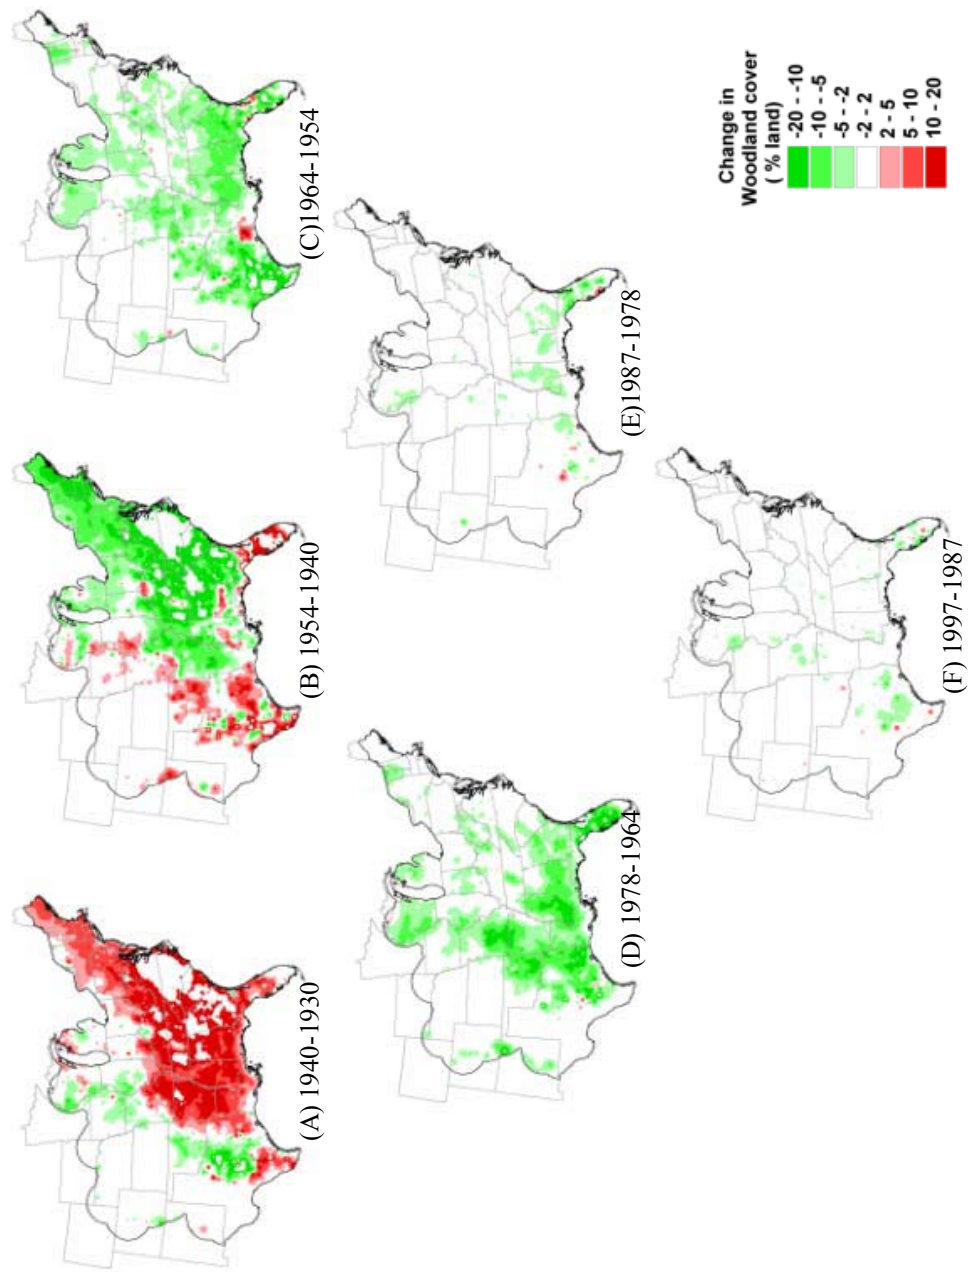 (A) 1940-1930
(B) 1954-1940
(C)1964-1954
(D) 1978-1964
(E)1987-1978
(F) 1997-1987
Change in
Woodland cover
( % land)
-20 - -10
-10 - -5
-5 - -2
-2 - 2
2 - 5
5 - 10
10 - 20